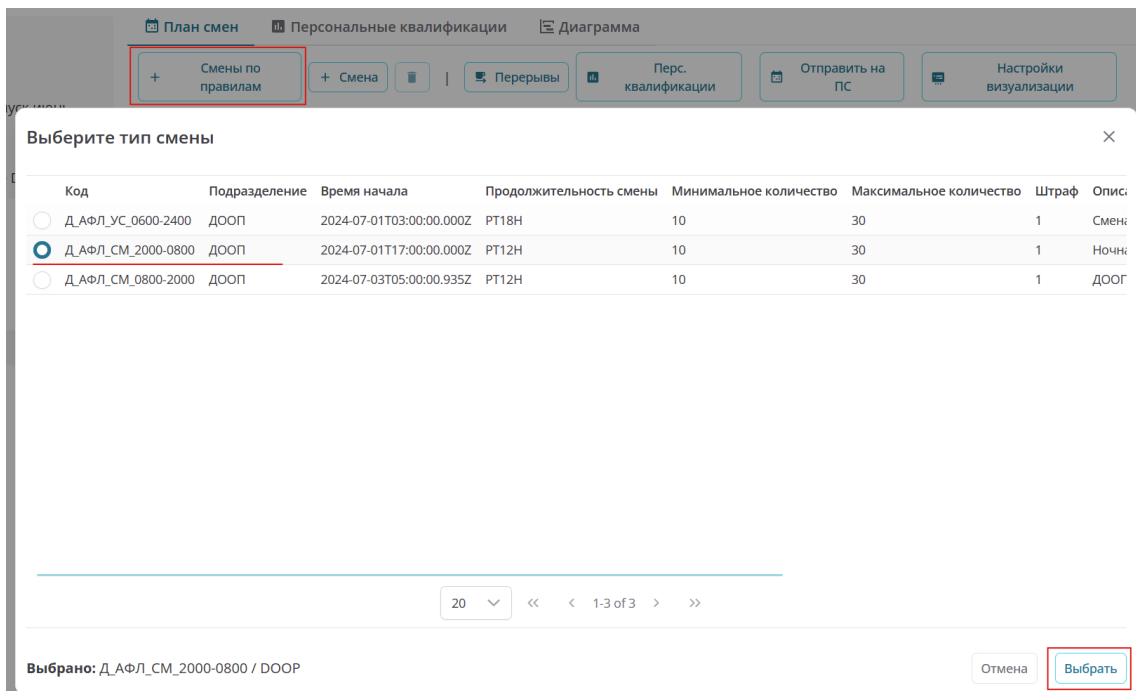 План смен Персональные квалификации Диаграмма
+ Смены по правилам + Смена | Перерывы Перс. квалификации Отправить на ПС Настройки визуализации
Выберите тип смены
Код Подразделение Время начала Продолжительность смены Минимальное количество Максимальное количество Штраф Описа
Д_АФЛ_УС_0600-2400 ДООП 2024-07-01T03:00:00.000Z PT18H 10 30 1 Смена
Д_АФЛ_СМ_2000-0800 ДООП 2024-07-01T17:00:00.000Z PT12H 10 30 1 Ночна
Д_АФЛ_СМ_0800-2000 ДООП 2024-07-03T05:00:00.935Z PT12H 10 30 1 ДООП
20 1-3 of 3
Выбрано: Д_АФЛ_СМ_2000-0800 / DOOP Отмена Выбрать